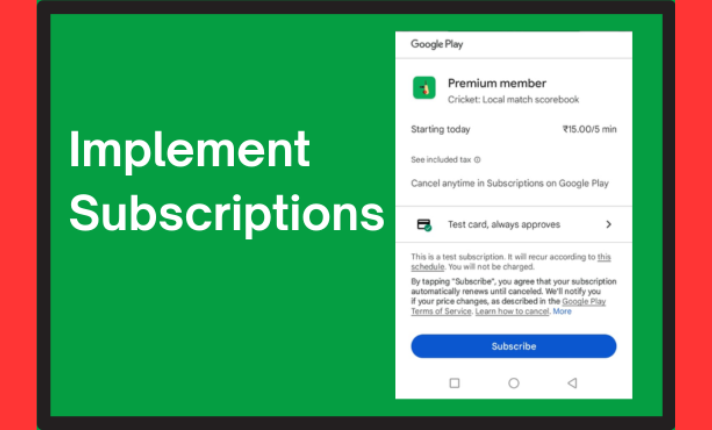 Implement
Subscriptions
Google Play
Premium member
Cricket: Local match scorebook
Starting today ₹15.00/5 min
See included tax
Cancel anytime in Subscriptions on Google Play
Test card, always approves
This is a test subscription. It will recur according to this
schedule. You will not be charged.
By tapping "Subscribe", you agree that your subscription
automatically renews until canceled. We'll notify you
if your price changes, as described in the Google Play
Terms of Service. Learn how to cancel. More
Subscribe